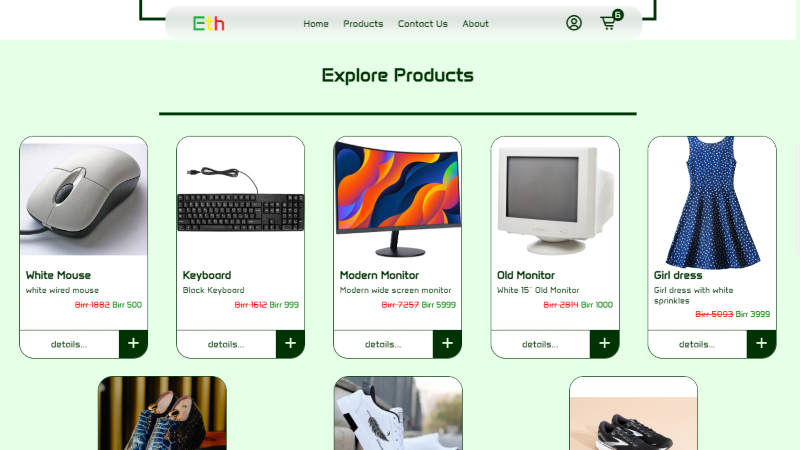 Eth
Home Products Contact Us About
6
Explore Products
White Mouse
white wired mouse
Birr 1882 Birr 500
details... +
Keyboard
Black Keyboard
Birr 1612 Birr 999
details... +
Modern Monitor
Modern wide screen monitor
Birr 7257 Birr 5999
details... +
Old Monitor
White 15" Old Monitor
Birr 2814 Birr 1000
details... +
Girl dress
Girl dress with white
sprinkles
Birr 5093 Birr 3999
details... +